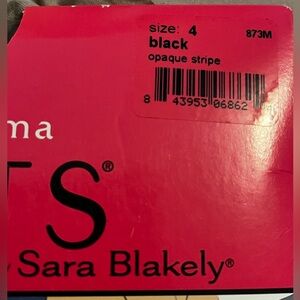 size: 4
873M
black
opaque stripe
8 43953 06862
ma
TS®
Sara Blakely®